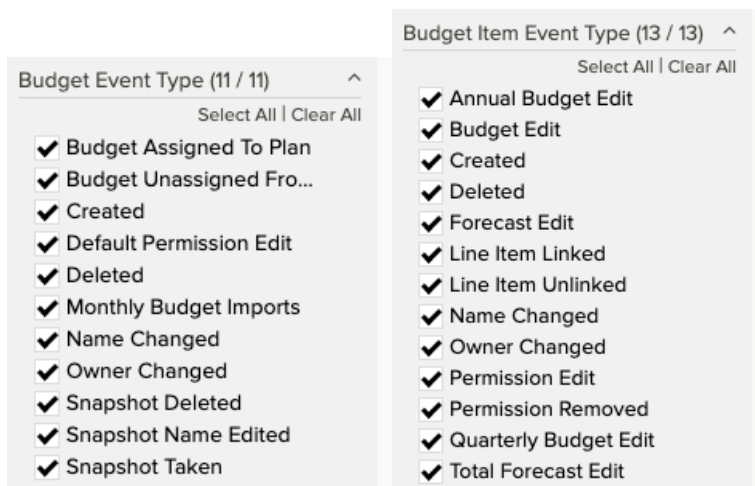 Budget Event Type (11 / 11)
Select All | Clear All
Budget Assigned To Plan
Budget Unassigned Fro...
Created
Default Permission Edit
Deleted
Monthly Budget Imports
Name Changed
Owner Changed
Snapshot Deleted
Snapshot Name Edited
Snapshot Taken
Budget Item Event Type (13 / 13)
Select All | Clear All
Annual Budget Edit
Budget Edit
Created
Deleted
Forecast Edit
Line Item Linked
Line Item Unlinked
Name Changed
Owner Changed
Permission Edit
Permission Removed
Quarterly Budget Edit
Total Forecast Edit